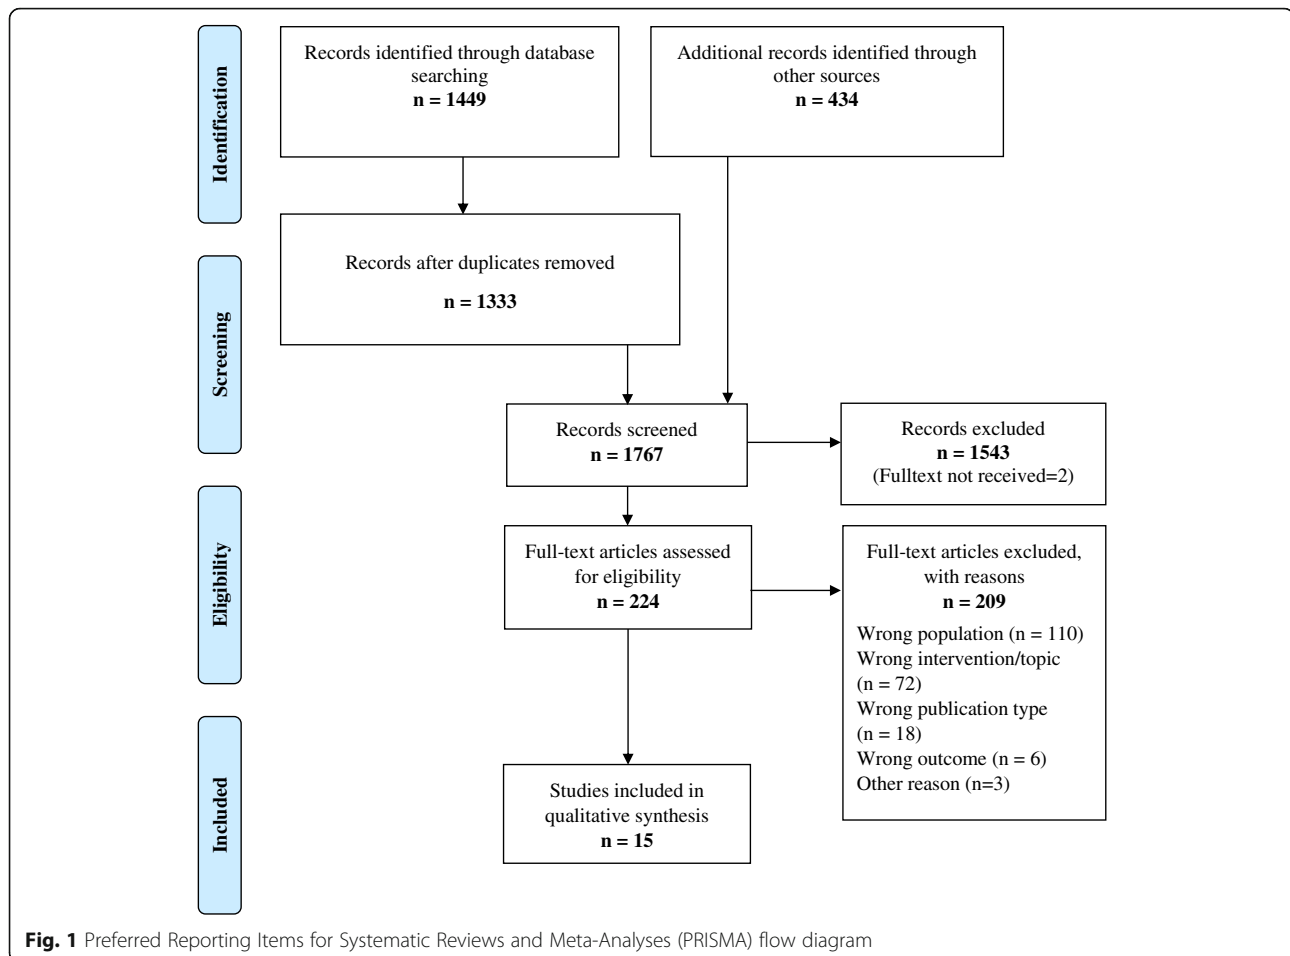 Identification
Records identified through database
searching
n = 1449
Additional records identified through
other sources
n = 434
Records after duplicates removed
n = 1333
Screening
Records screened
n = 1767
Records excluded
n = 1543
(Fulltext not received=2)
Eligibility
Full-text articles assessed
for eligibility
n = 224
Full-text articles excluded,
with reasons
n = 209
Wrong population (n = 110)
Wrong intervention/topic
(n = 72)
Wrong publication type
(n = 18)
Wrong outcome (n = 6)
Other reason (n=3)
Included
Studies included in
qualitative synthesis
n = 15
Fig. 1 Preferred Reporting Items for Systematic Reviews and Meta-Analyses (PRISMA) flow diagram